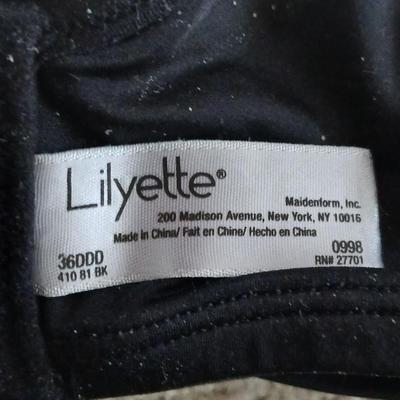 Lilyette®
Maidenform, Inc.
200 Madison Avenue, New York, NY 10016
Made in China/ Fait en Chine/ Hecho en China
36DDD 0998
410 81 BK RN# 27701